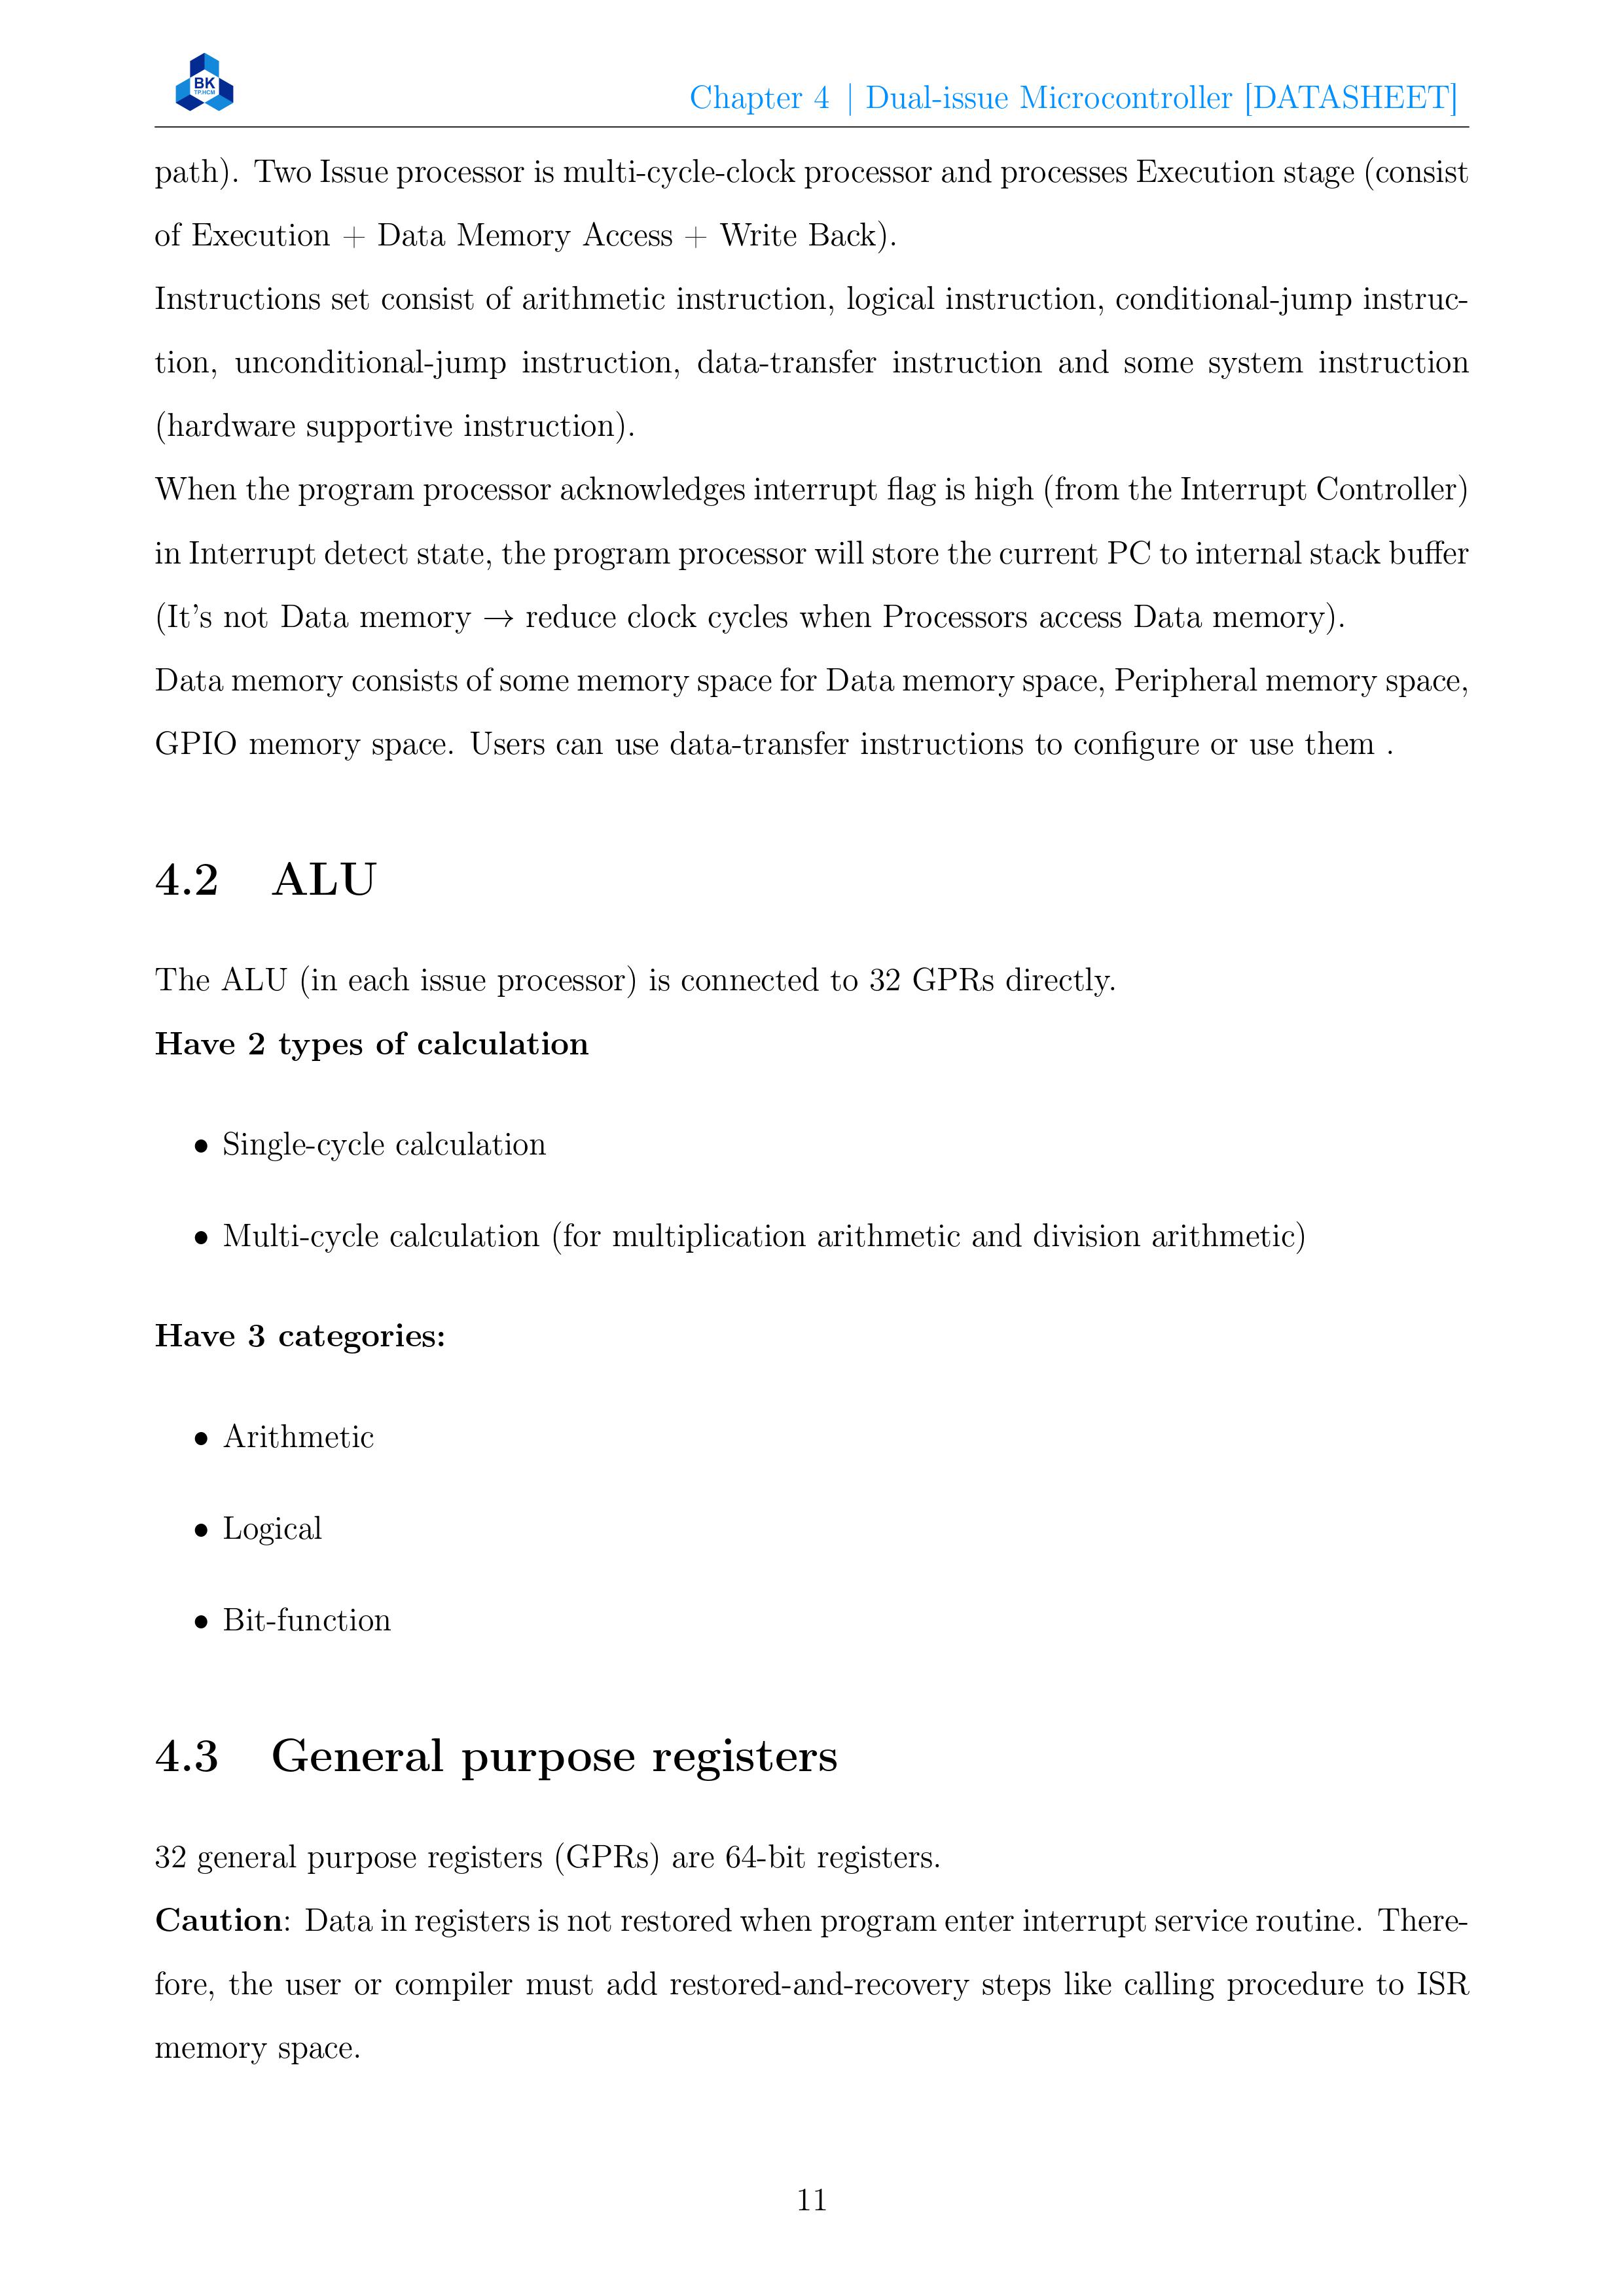 BK
TP.HCM
Chapter 4 | Dual-issue Microcontroller [DATASHEET]
path). Two Issue processor is multi-cycle-clock processor and processes Execution stage (consist
of Execution + Data Memory Access + Write Back).
Instructions set consist of arithmetic instruction, logical instruction, conditional-jump instruc-
tion, unconditional-jump instruction, data-transfer instruction and some system instruction
(hardware supportive instruction).
When the program processor acknowledges interrupt flag is high (from the Interrupt Controller)
in Interrupt detect state, the program processor will store the current PC to internal stack buffer
(It's not Data memory → reduce clock cycles when Processors access Data memory).
Data memory consists of some memory space for Data memory space, Peripheral memory space,
GPIO memory space. Users can use data-transfer instructions to configure or use them .
4.2 ALU
The ALU (in each issue processor) is connected to 32 GPRs directly.
Have 2 types of calculation
• Single-cycle calculation
• Multi-cycle calculation (for multiplication arithmetic and division arithmetic)
Have 3 categories:
• Arithmetic
• Logical
• Bit-function
4.3 General purpose registers
32 general purpose registers (GPRs) are 64-bit registers.
Caution: Data in registers is not restored when program enter interrupt service routine. There-
fore, the user or compiler must add restored-and-recovery steps like calling procedure to ISR
memory space.
11